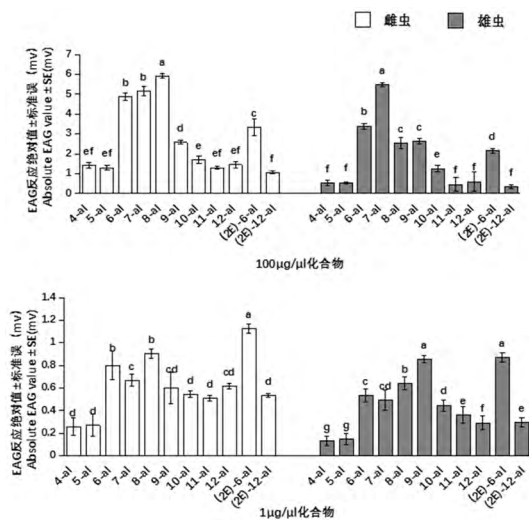 雌虫 雄虫
EAG反应绝对值±标准误（mv)
Absolute EAG value ±SE(mv)
7
6
5
4
3
2
1
0
ef ef b b a d e ef ef c f
f f b a c c e f f d f
4-al 5-al 6-al 7-al 8-al 9-al 10-al 11-al 12-al (2E)-6-al (2E)-12-al
4-al 5-al 6-al 7-al 8-al 9-al 10-al 11-al 12-al (2E)-6-al (2E)-12-al
100μg/μl化合物
EAG反应绝对值±标准误（mv)
Absolute EAG value ±SE(mv)
1.4
1.2
1
0.8
0.6
0.4
0.2
0
d d b c b cd d d cd a d
g g c cd b a d e f a e
4-al 5-al 6-al 7-al 8-al 9-al 10-al 11-al 12-al (2E)-6-al (2E)-12-al
4-al 5-al 6-al 7-al 8-al 9-al 10-al 11-al 12-al (2E)-6-al (2E)-12-al
1μg/μl化合物